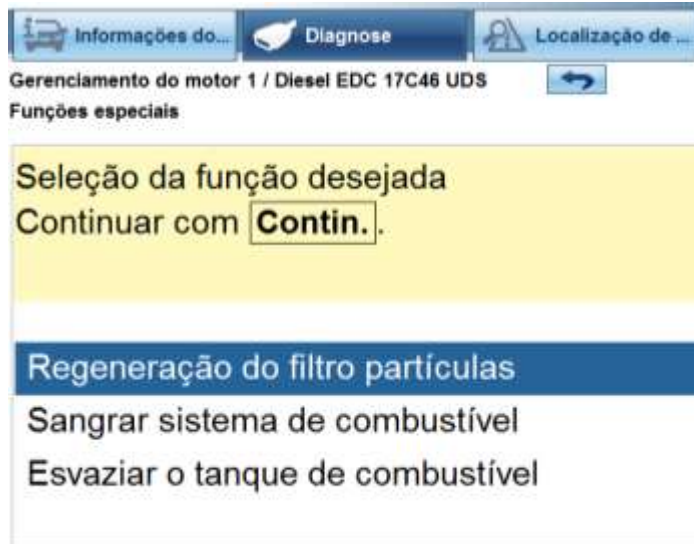 Informações do...
Diagnose
Localização de ...
Gerenciamento do motor 1 / Diesel EDC 17C46 UDS
Funções especiais
Seleção da função desejada
Continuar com Contin..
Regeneração do filtro partículas
Sangrar sistema de combustível
Esvaziar o tanque de combustível